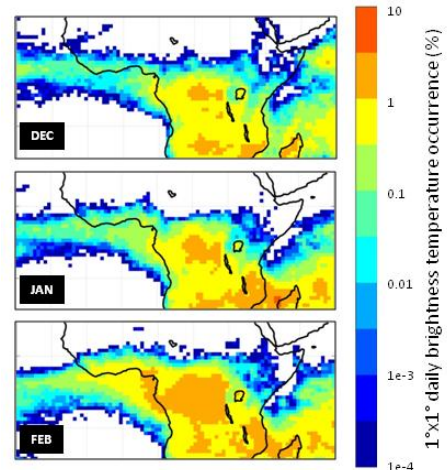 DEC
JAN
FEB
10
1
0.1
0.01
1e-3
1e-4
1°x1° daily brightness temperature occurrence (%)